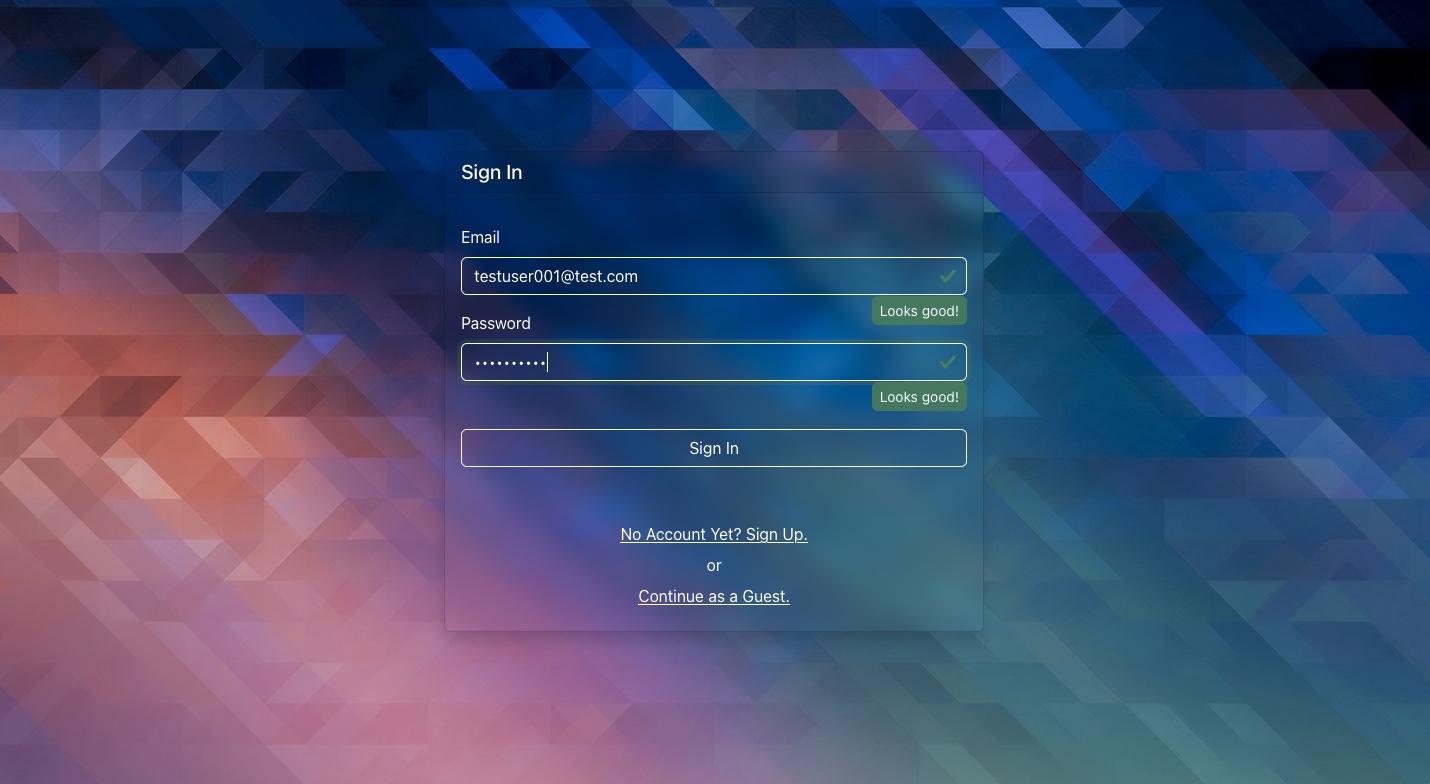 Sign In
Email
testuser001@test.com
Looks good!
Password
••••••••••
Looks good!
Sign In
No Account Yet? Sign Up.
or
Continue as a Guest.